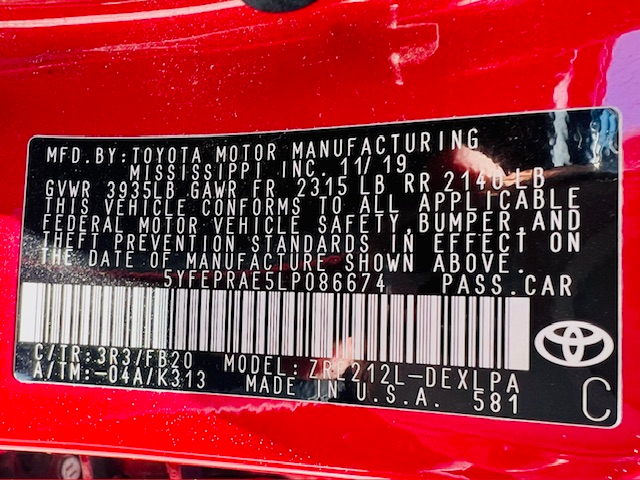 MFD.BY:TOYOTA MOTOR MANUFACTURING
MISSISSIPPI INC. 11/19
GVWR 3935LB GAWR FR 2315 LB RR 2140 LB
THIS VEHICLE CONFORMS TO ALL APPLICABLE
FEDERAL MOTOR VEHICLE SAFETY,BUMPER,AND
THEFT PREVENTION STANDARDS IN EFFECT ON
THE DATE OF MANUFACTURE SHOWN ABOVE.
5YFEPRAE5LP086674 PASS.CAR
C/TR:3R3/FB20 MODEL:ZRE212L-DEXLPA
A/TM:-04A/K313 MADE IN U.S.A. 581
C